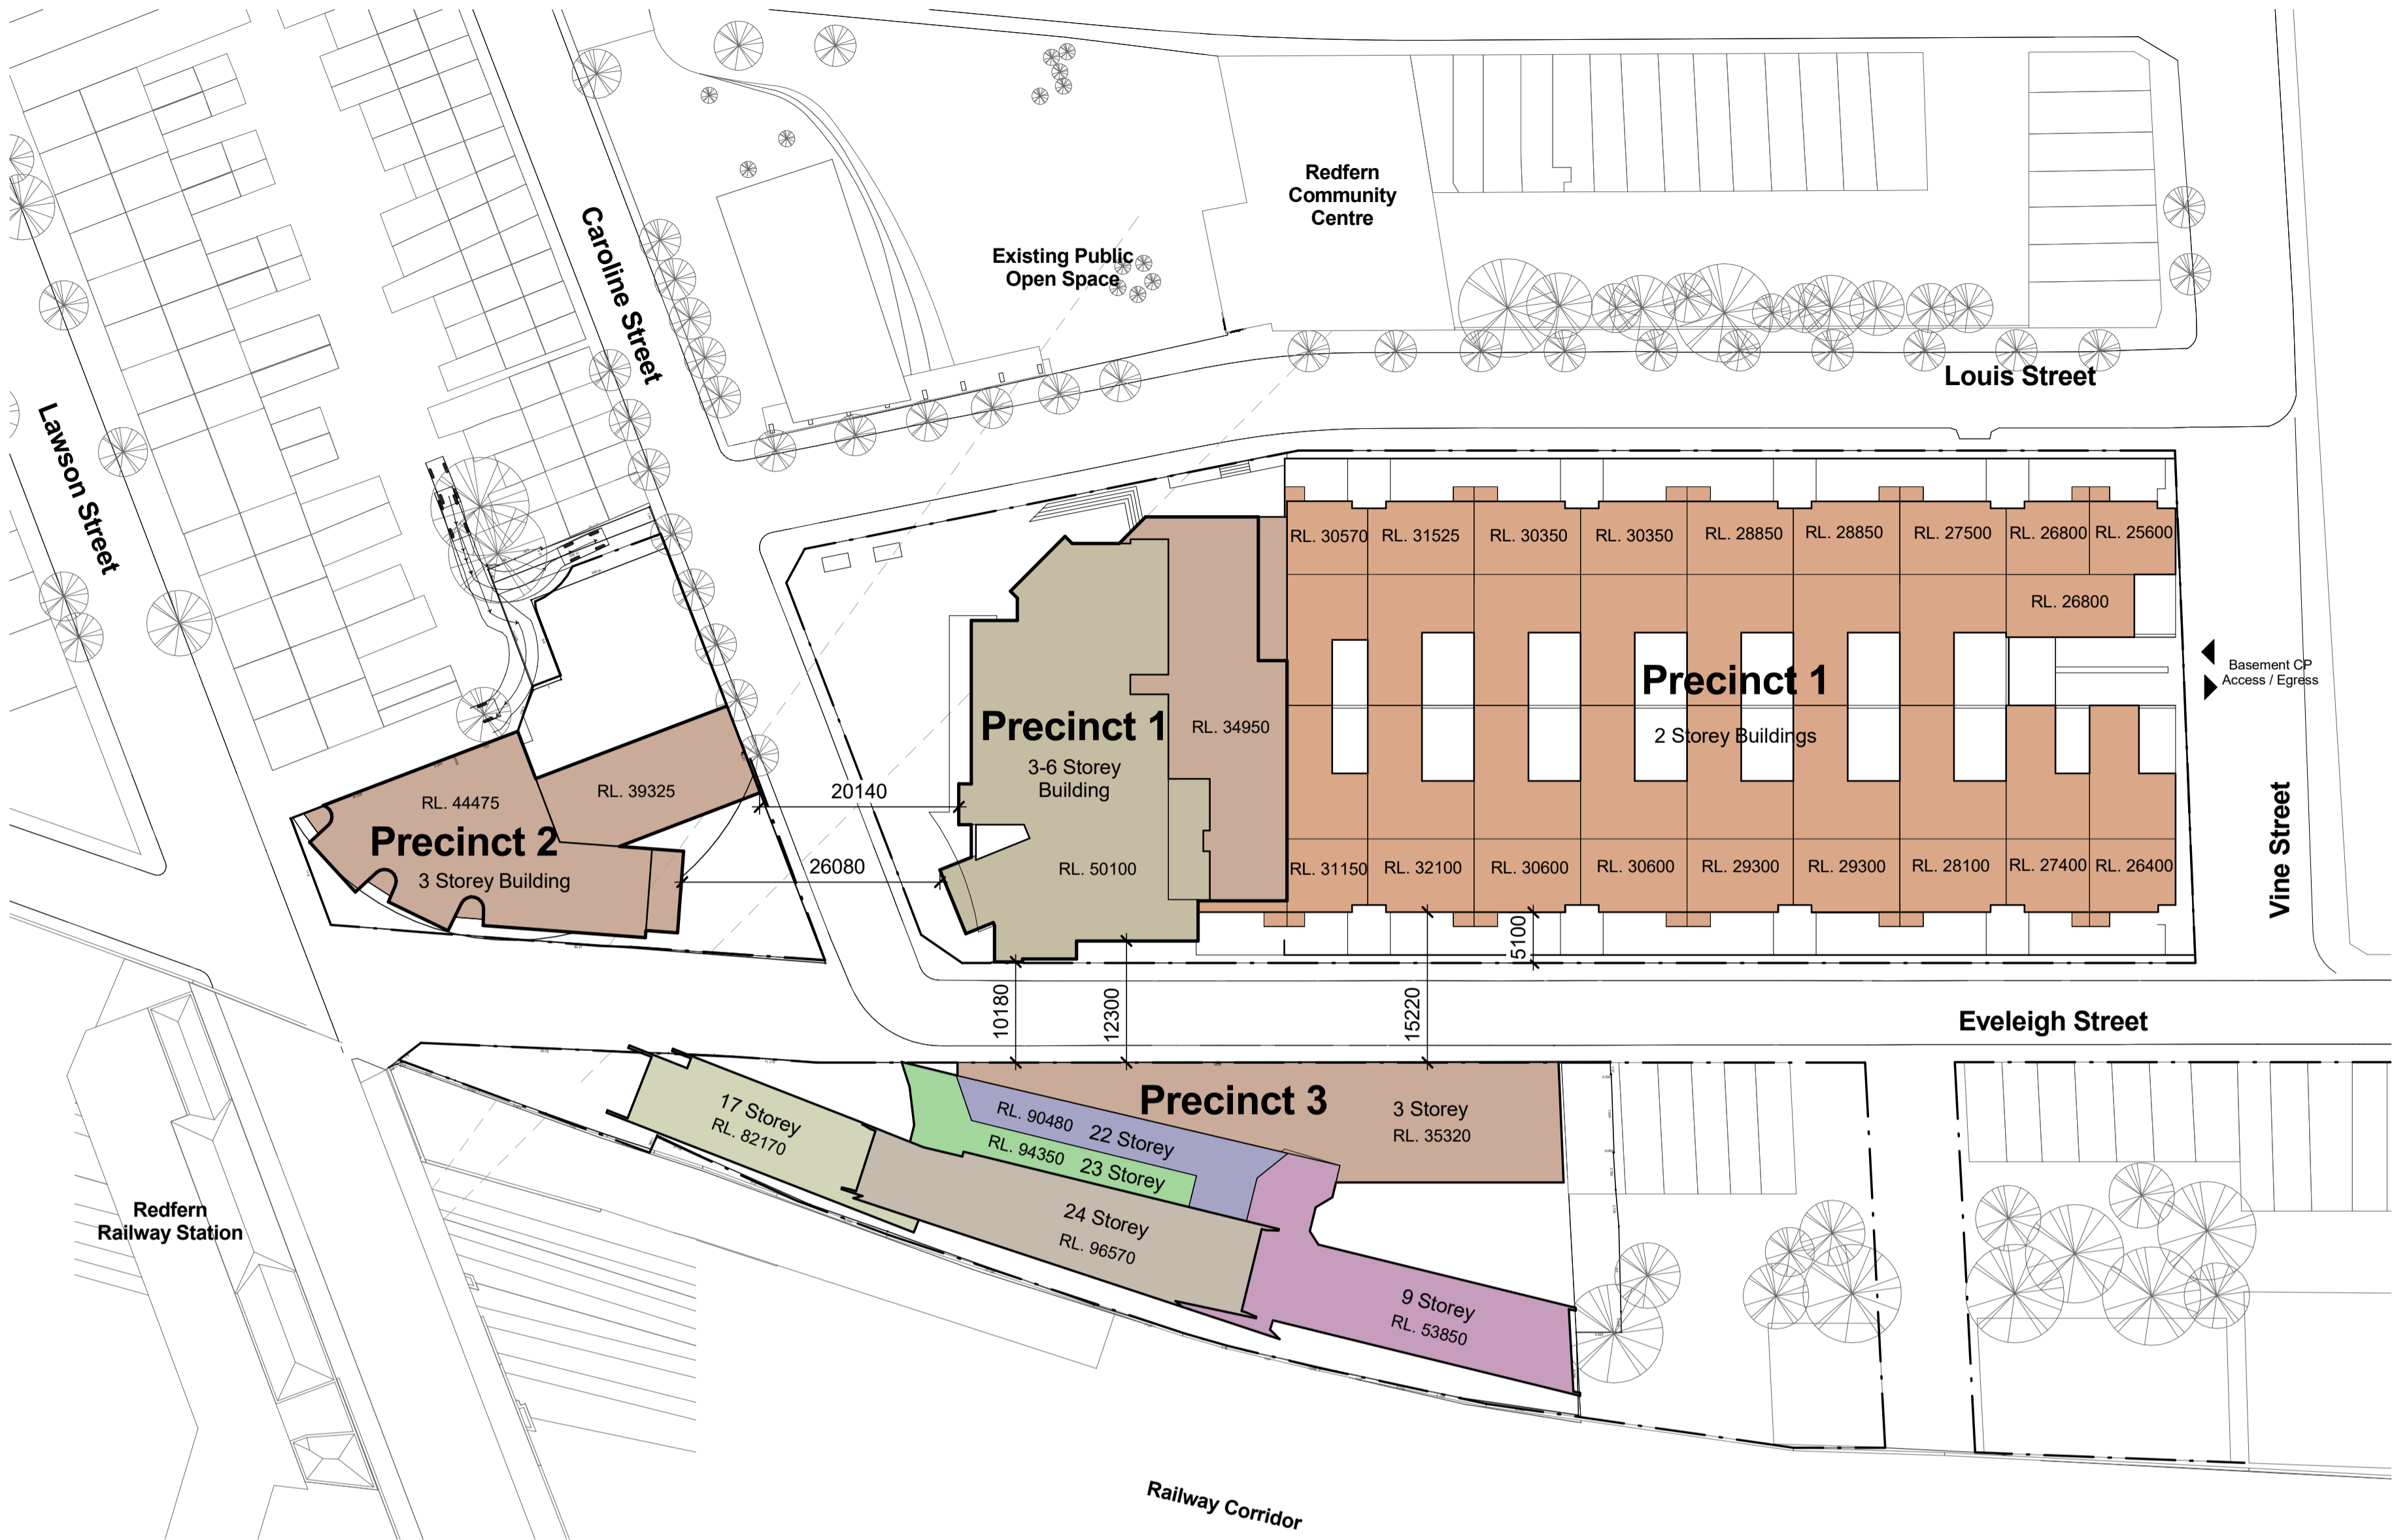 Redfern
Community
Centre
Existing Public
Open Space
Caroline Street
Lawson Street
Louis Street
RL. 30570
RL. 31525
RL. 30350
RL. 30350
RL. 28850
RL. 28850
RL. 27500
RL. 26800
RL. 25600
RL. 26800
Basement CP
Access / Egress
Precinct 1
2 Storey Buildings
Precinct 1
3-6 Storey
Building
RL. 34950
RL. 50100
20140
26080
RL. 44475
RL. 39325
Precinct 2
3 Storey Building
RL. 31150
RL. 32100
RL. 30600
RL. 30600
RL. 29300
RL. 29300
RL. 28100
RL. 27400
RL. 26400
Vine Street
5100
10180
12300
15220
Eveleigh Street
Precinct 3
3 Storey
RL. 35320
17 Storey
RL. 82170
RL. 90480 22 Storey
RL. 94350 23 Storey
24 Storey
RL. 96570
9 Storey
RL. 53850
Redfern
Railway Station
Railway Corridor